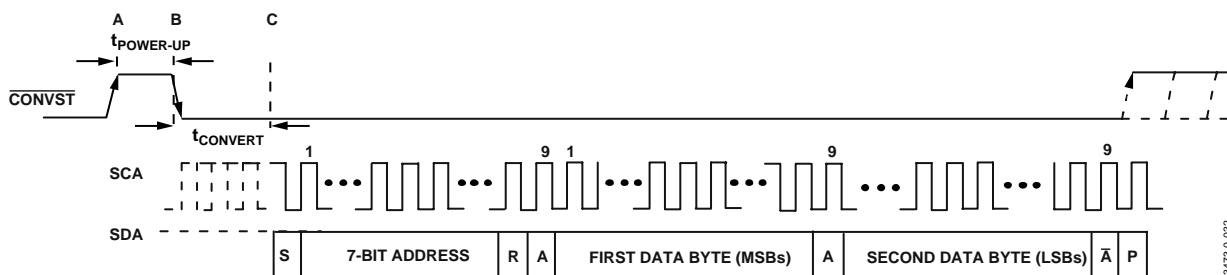 A B C
tPOWER-UP
CONVST
tCONVERT
1 9 1 9 9
SCA
SDA
S 7-BIT ADDRESS R A FIRST DATA BYTE (MSBs) A SECOND DATA BYTE (LSBs) A̅ P